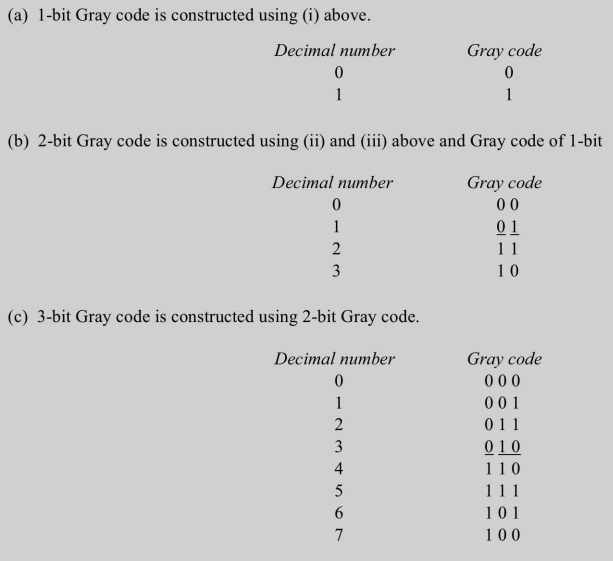 (a) 1-bit Gray code is constructed using (i) above.
Decimal number Gray code
0 0
1 1
(b) 2-bit Gray code is constructed using (ii) and (iii) above and Gray code of 1-bit
Decimal number Gray code
0 0 0
1 0 1
2 1 1
3 1 0
(c) 3-bit Gray code is constructed using 2-bit Gray code.
Decimal number Gray code
0 0 0 0
1 0 0 1
2 0 1 1
3 0 1 0
4 1 1 0
5 1 1 1
6 1 0 1
7 1 0 0